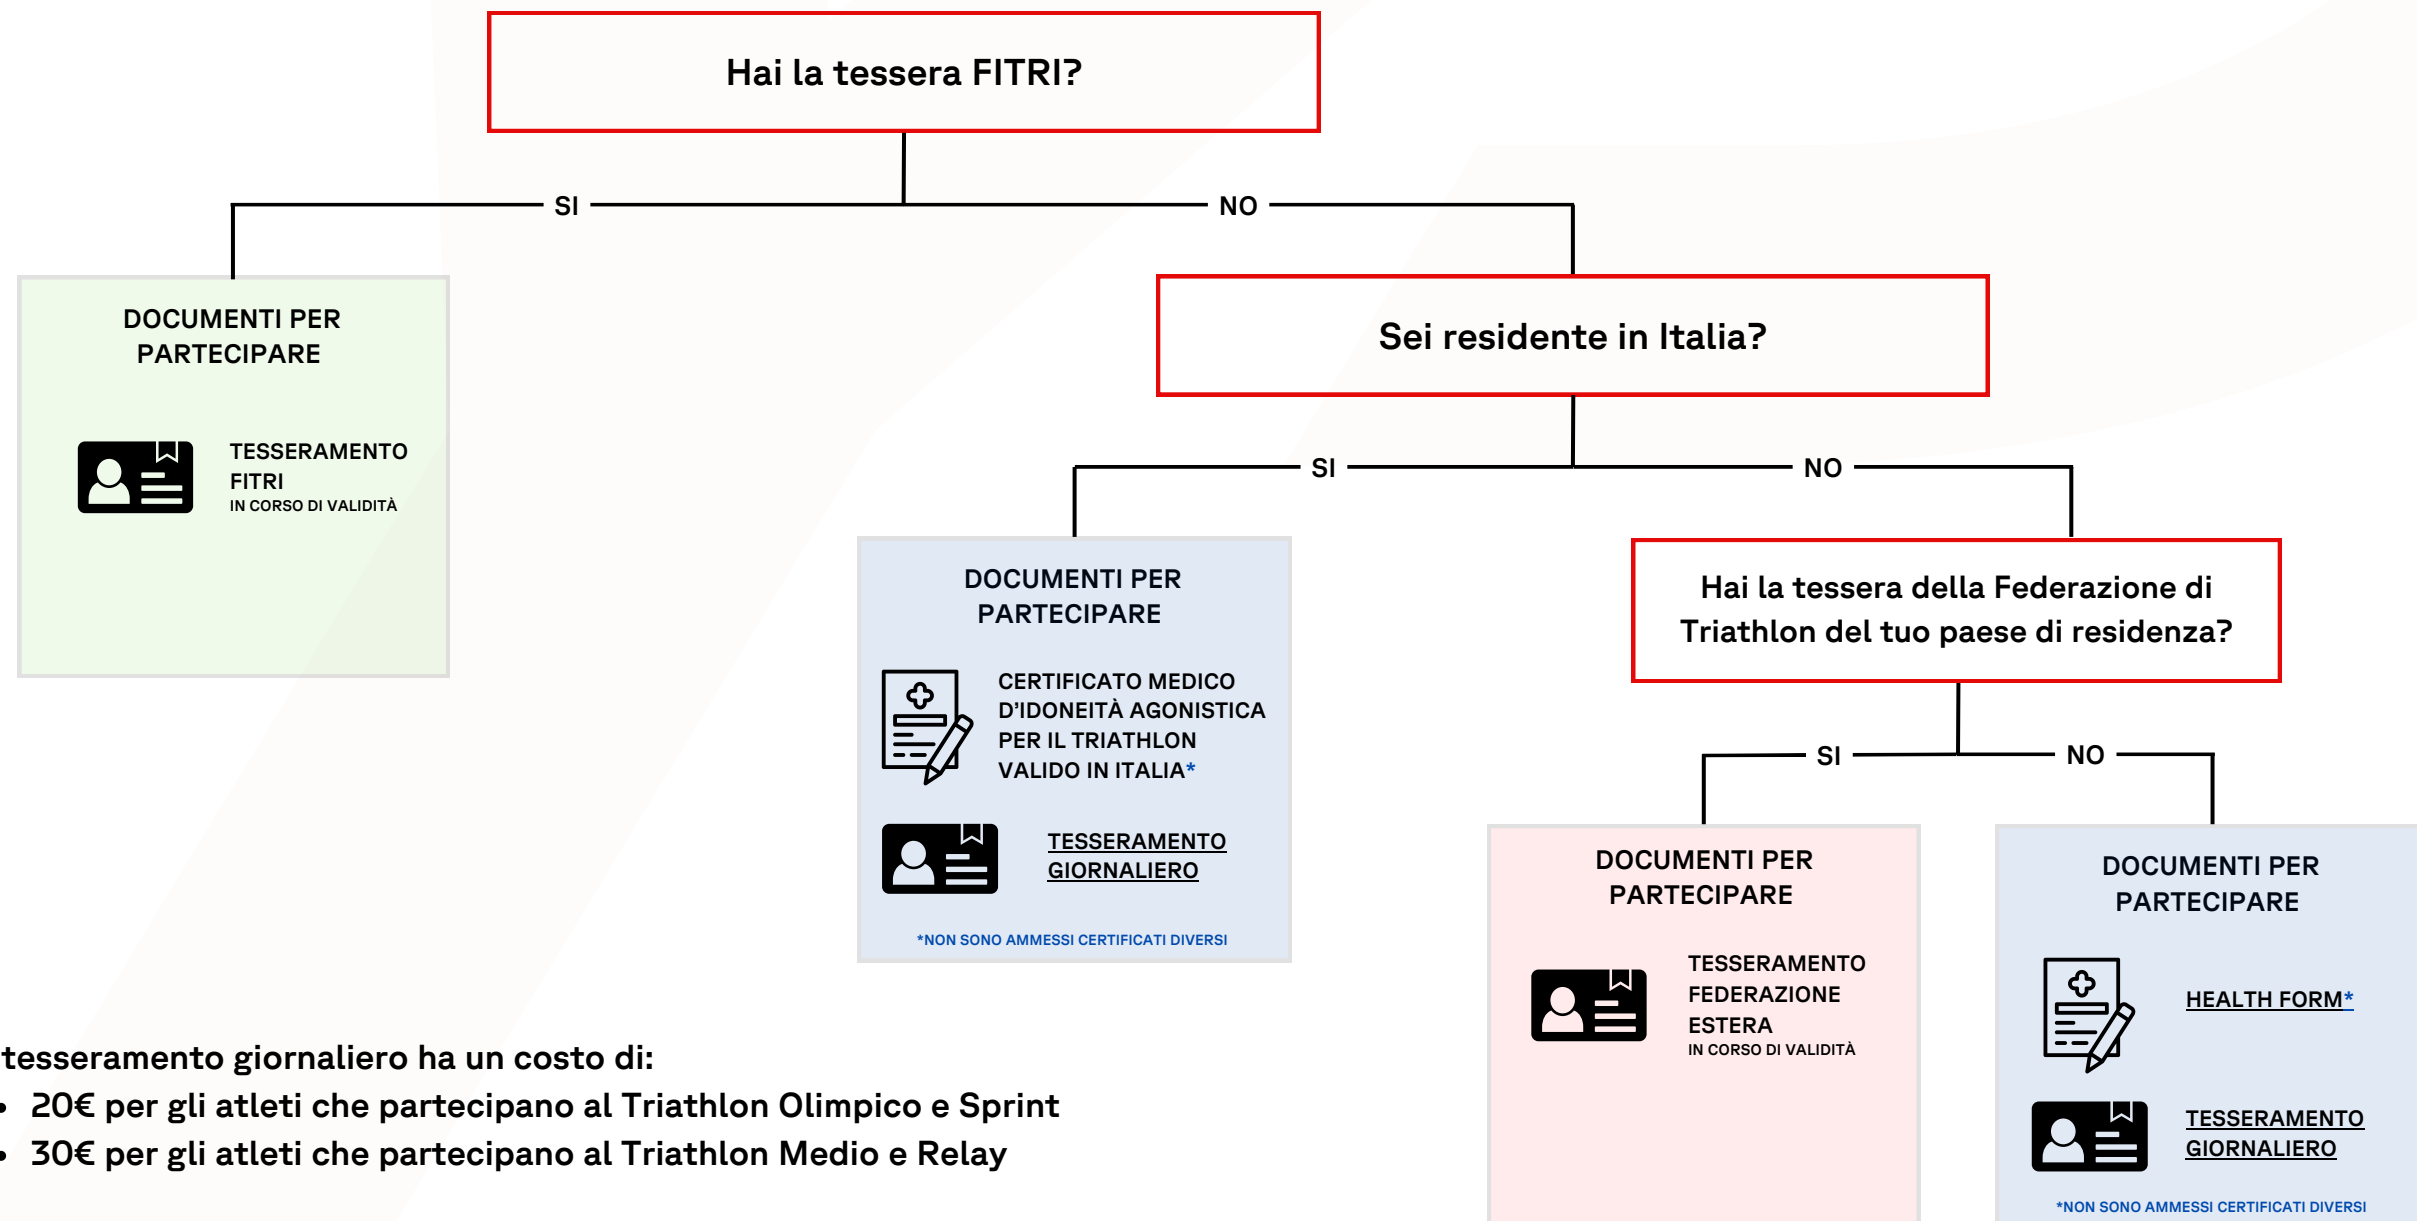 Hai la tessera FITRI?
SI
NO
DOCUMENTI PER
PARTECIPARE
TESSERAMENTO
FITRI
IN CORSO DI VALIDITÀ
Sei residente in Italia?
SI
NO
DOCUMENTI PER
PARTECIPARE
CERTIFICATO MEDICO
D'IDONEITÀ AGONISTICA
PER IL TRIATHLON
VALIDO IN ITALIA*
TESSERAMENTO
GIORNALIERO
*NON SONO AMMESSI CERTIFICATI DIVERSI
Hai la tessera della Federazione di
Triathlon del tuo paese di residenza?
SI
NO
DOCUMENTI PER
PARTECIPARE
TESSERAMENTO
FEDERAZIONE
ESTERA
IN CORSO DI VALIDITÀ
DOCUMENTI PER
PARTECIPARE
HEALTH FORM*
TESSERAMENTO
GIORNALIERO
*NON SONO AMMESSI CERTIFICATI DIVERSI
tesseramento giornaliero ha un costo di:
• 20€ per gli atleti che partecipano al Triathlon Olimpico e Sprint
• 30€ per gli atleti che partecipano al Triathlon Medio e Relay